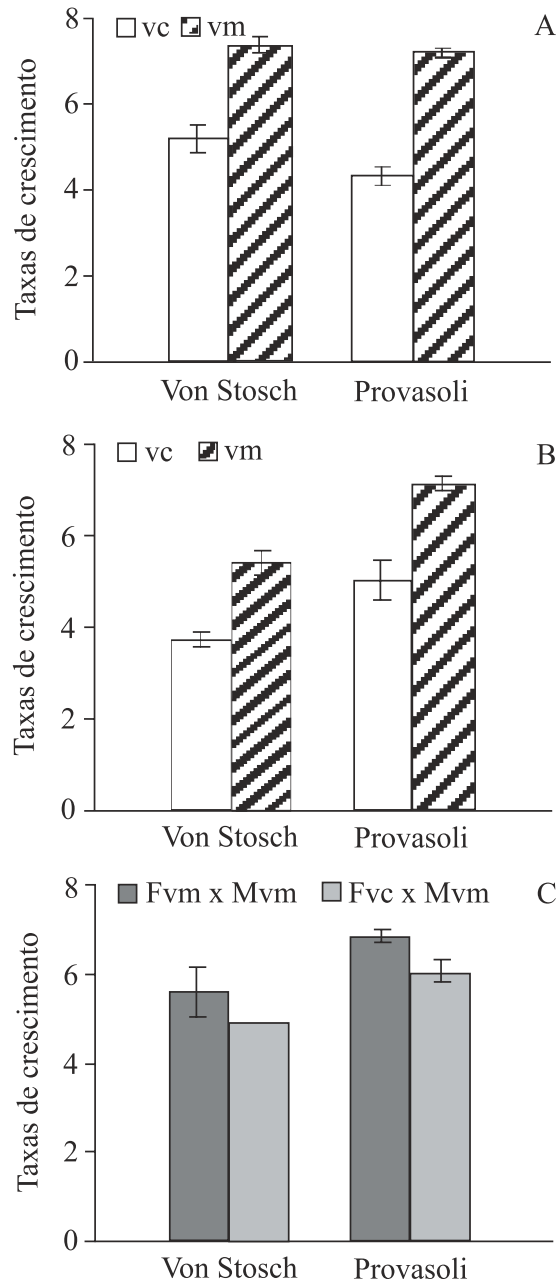 8
vc vm
A
6
4
2
0
Taxas de crescimento
Von Stosch Provasoli
8
vc vm
B
6
4
2
0
Taxas de crescimento
Von Stosch Provasoli
8
Fvm x Mvm Fvc x Mvm
C
6
4
2
0
Taxas de crescimento
Von Stosch Provasoli